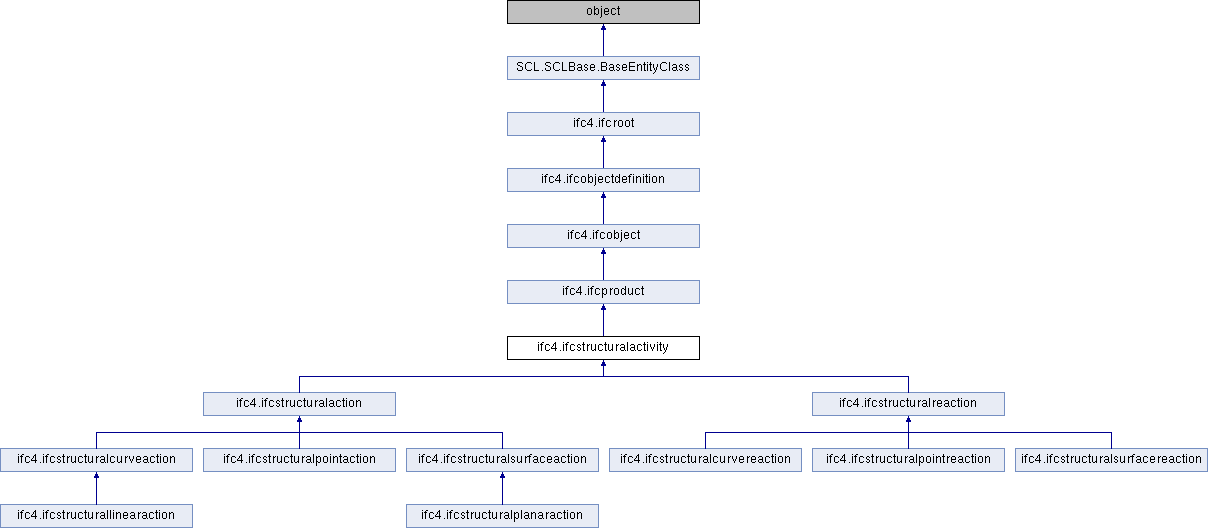 object
SCL.SCLBase.BaseEntityClass
ifc4.ifcroot
ifc4.ifcobjectdefinition
ifc4.ifcobject
ifc4.ifcproduct
ifc4.ifcstructuralactivity
ifc4.ifcstructuralaction
ifc4.ifcstructuralreaction
ifc4.ifcstructuralcurveaction
ifc4.ifcstructuralpointaction
ifc4.ifcstructuralsurfaceaction
ifc4.ifcstructuralcurvereaction
ifc4.ifcstructuralpointreaction
ifc4.ifcstructuralsurfacereaction
ifc4.ifcstructurallinearaction
ifc4.ifcstructuralplanaraction